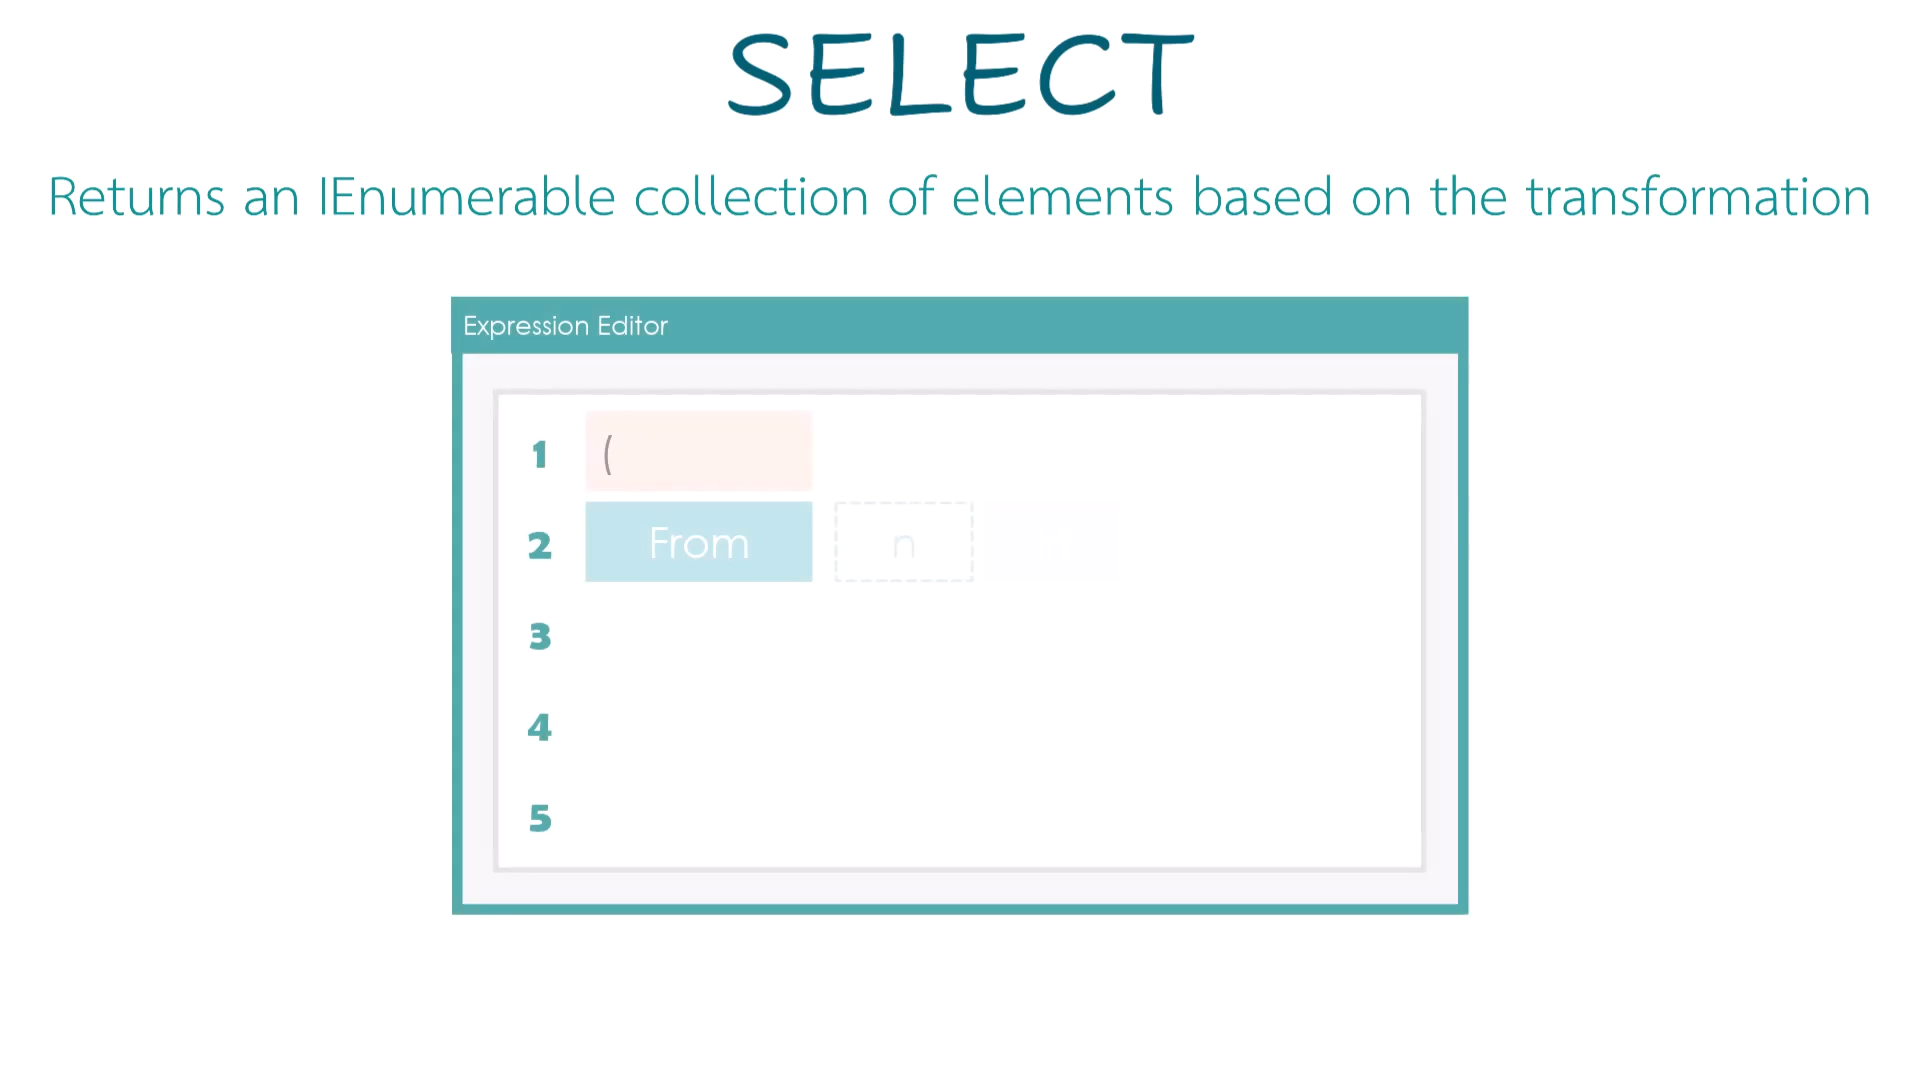 SELECT
Returns an IEnumerable collection of elements based on the transformation
Expression Editor
1 (
2 From n
3
4
5